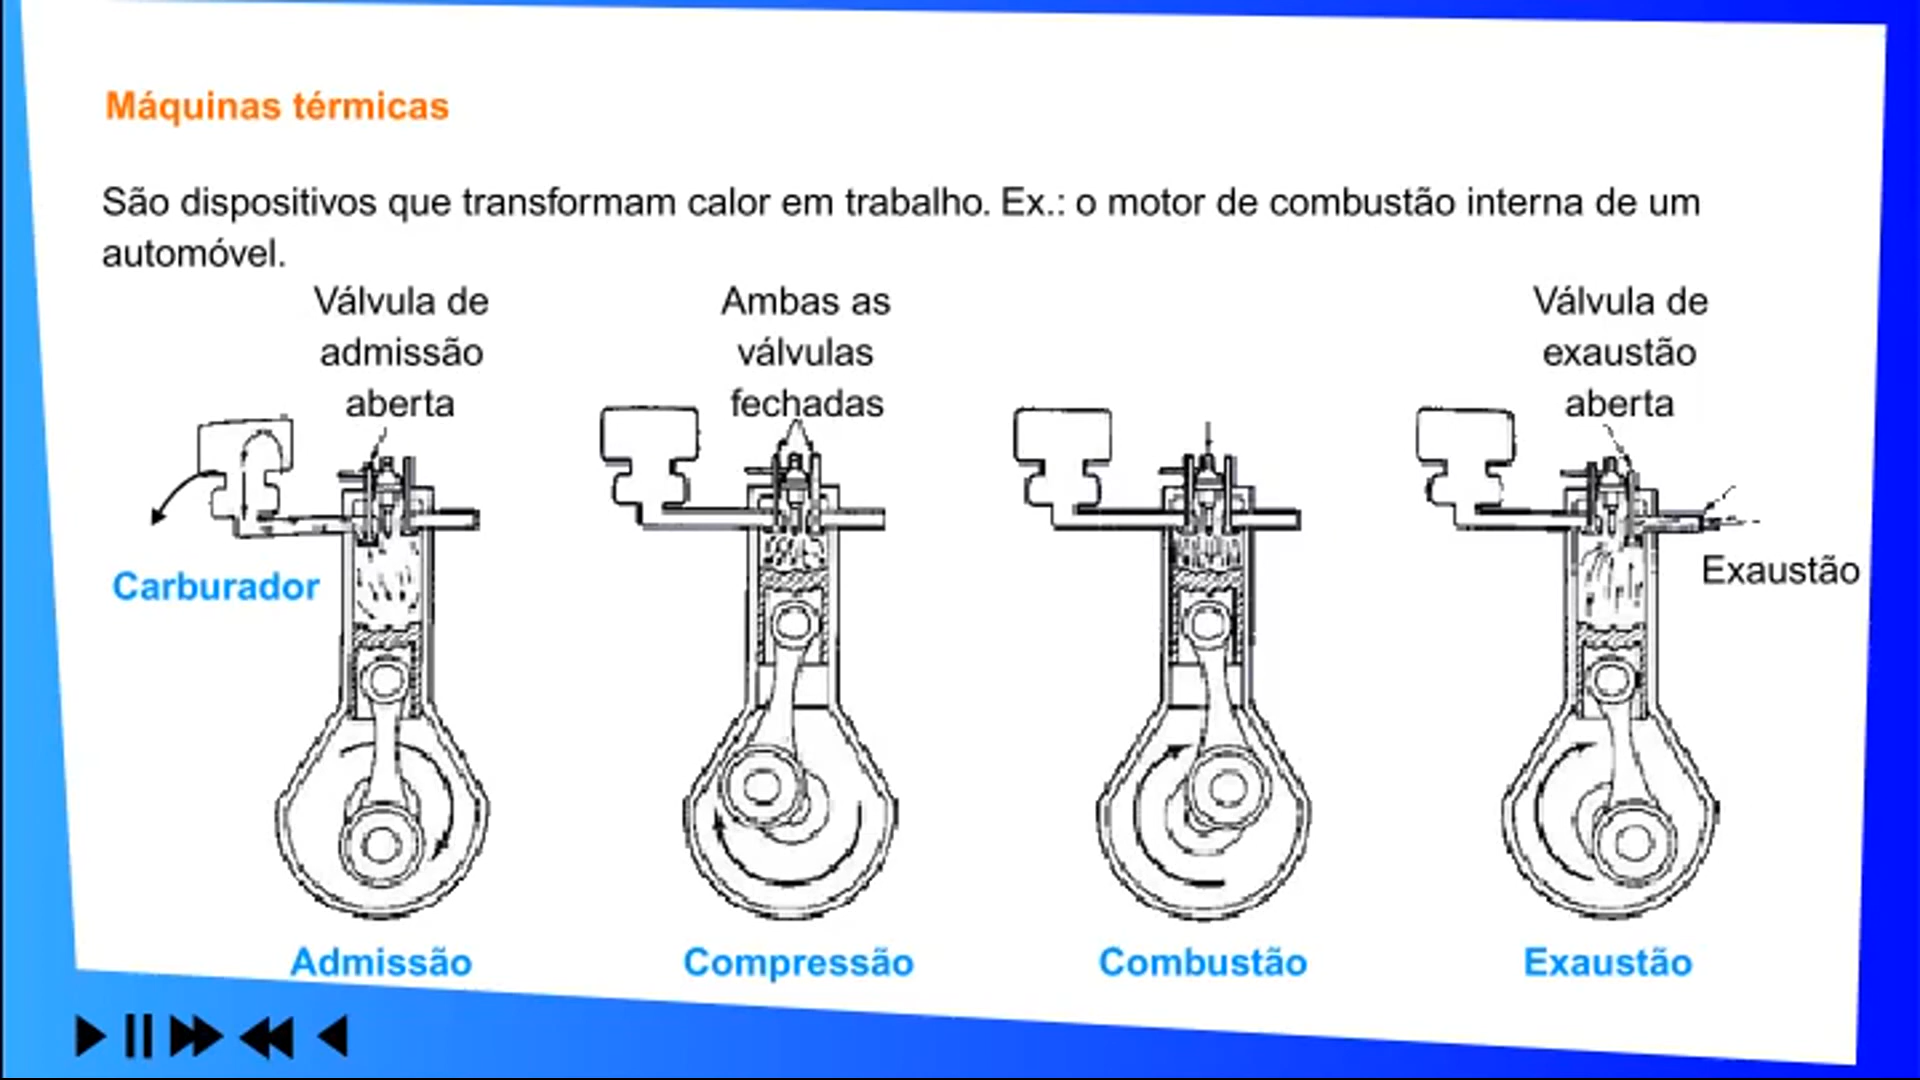 Máquinas térmicas
São dispositivos que transformam calor em trabalho. Ex.: o motor de combustão interna de um
automóvel.
Válvula de
admissão
aberta
Ambas as
válvulas
fechadas
Válvula de
exaustão
aberta
Carburador
Exaustão
Admissão
Compressão
Combustão
Exaustão